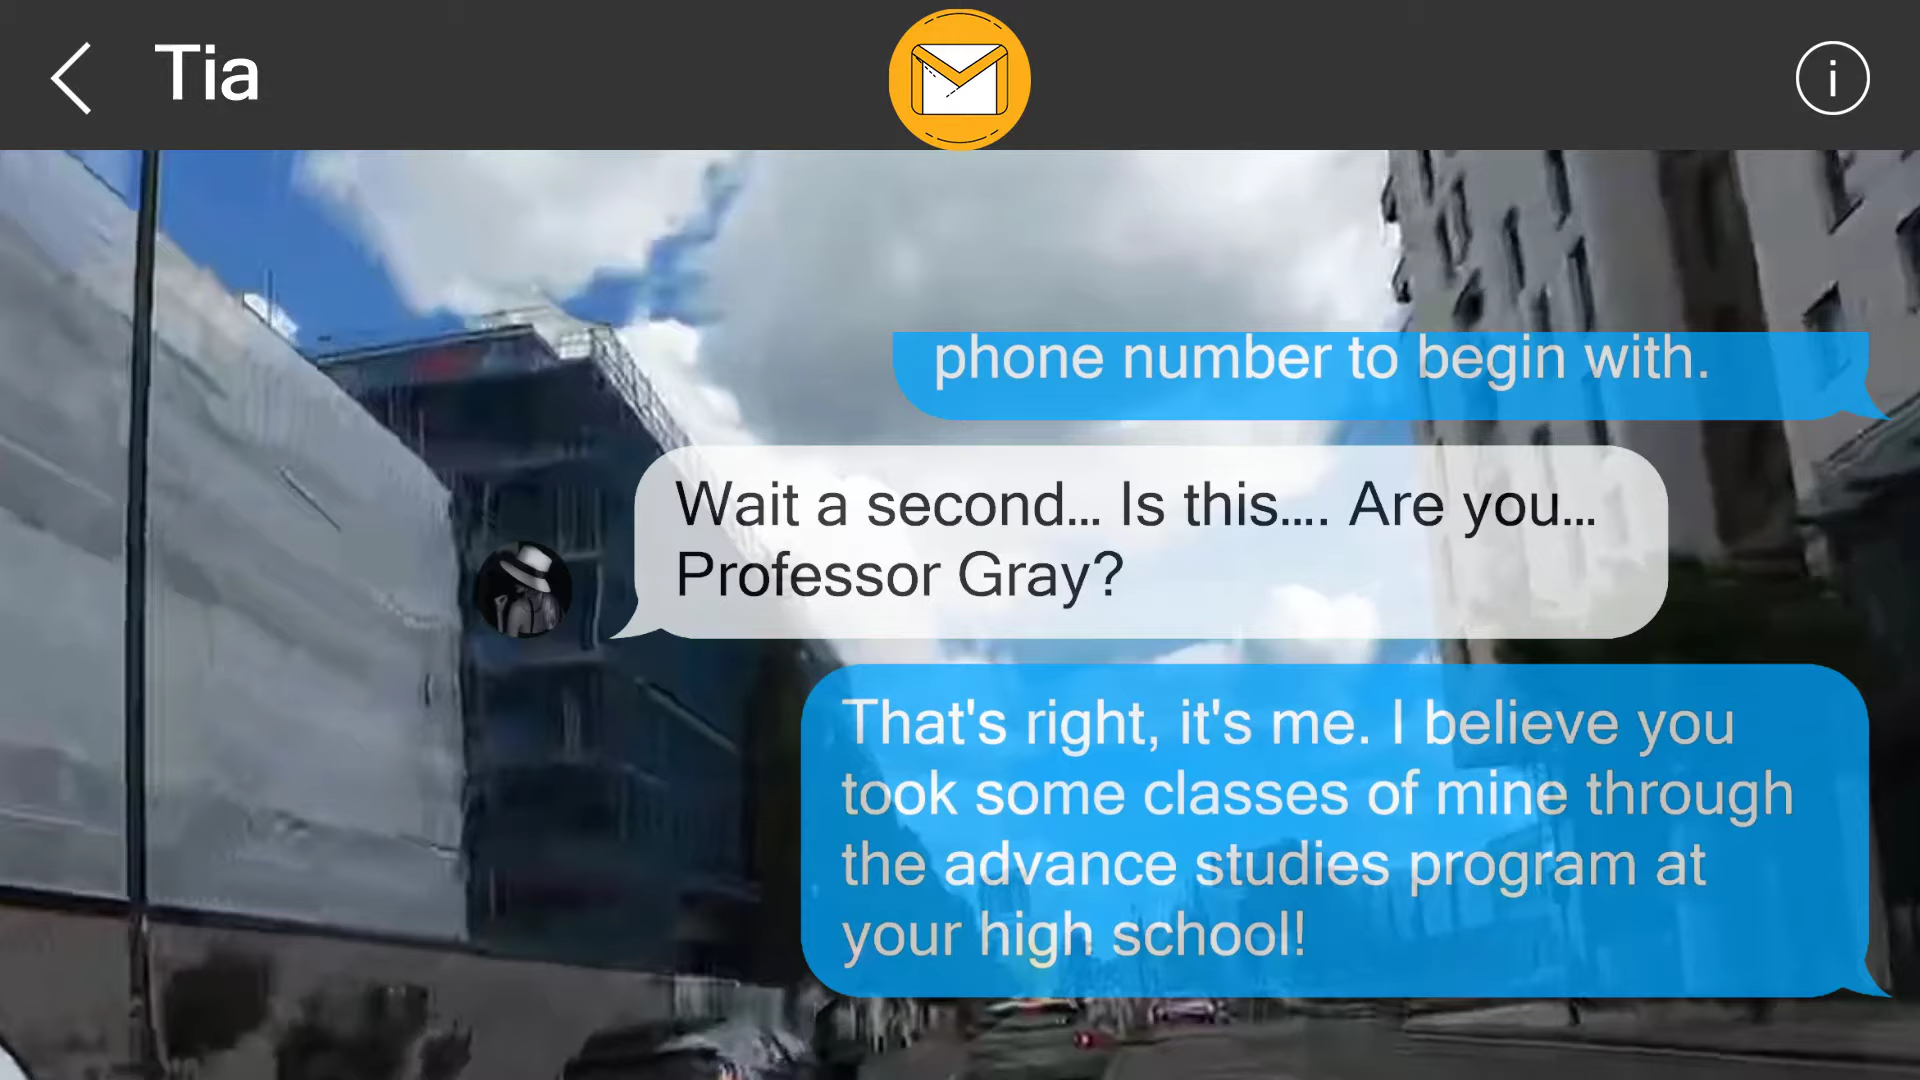 Tia
i
phone number to begin with.
Wait a second... Is this.... Are you...
Professor Gray?
That's right, it's me. I believe you
took some classes of mine through
the advance studies program at
your high school!